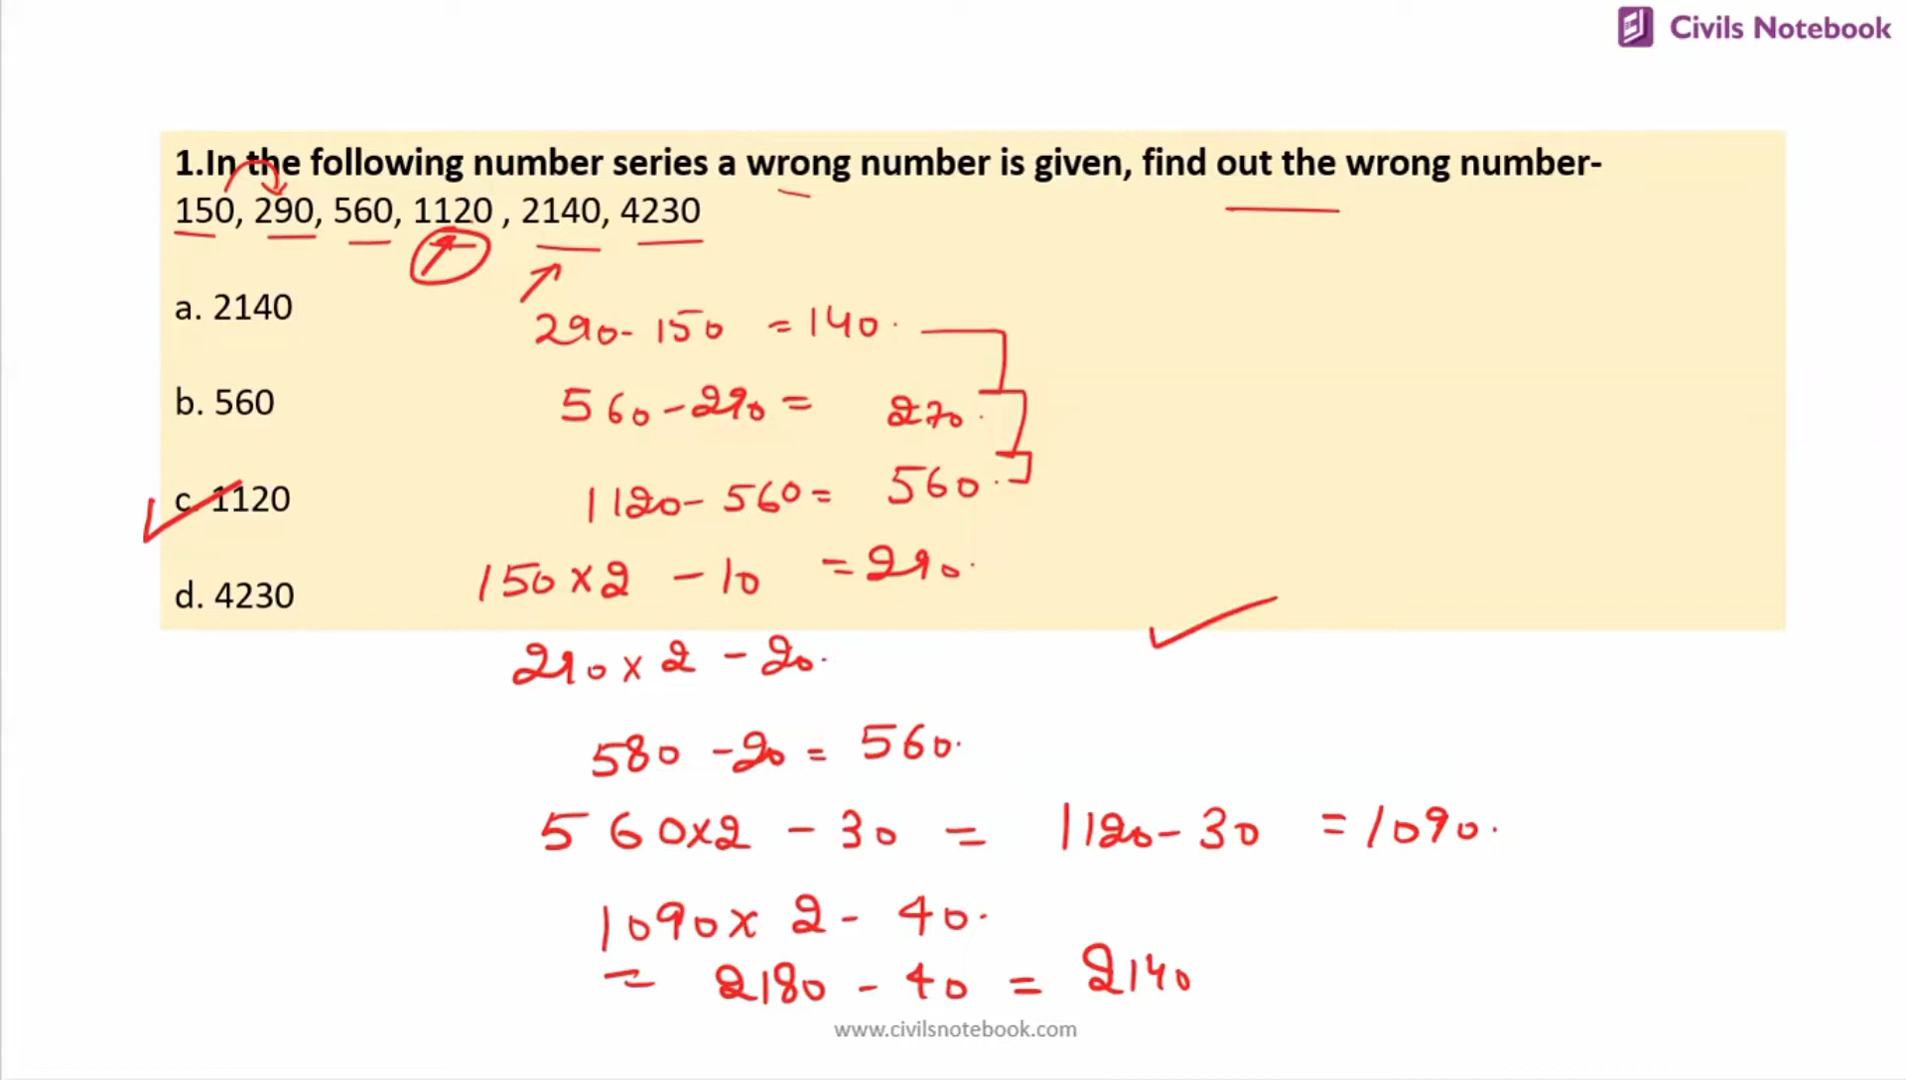 Civils Notebook
1.In the following number series a wrong number is given, find out the wrong number-
150, 290, 560, 1120 , 2140, 4230
a. 2140
290 - 150 = 140.
b. 560
560 - 290 = 270.
c. 1120
1120 - 560 = 560.
150 × 2 - 10 = 290.
d. 4230
290 × 2 - 20.
580 - 20 = 560.
560×2 - 30 = 1120 - 30 = 1090.
1090 × 2 - 40.
= 2180 - 40 = 2140
www.civilsnotebook.com